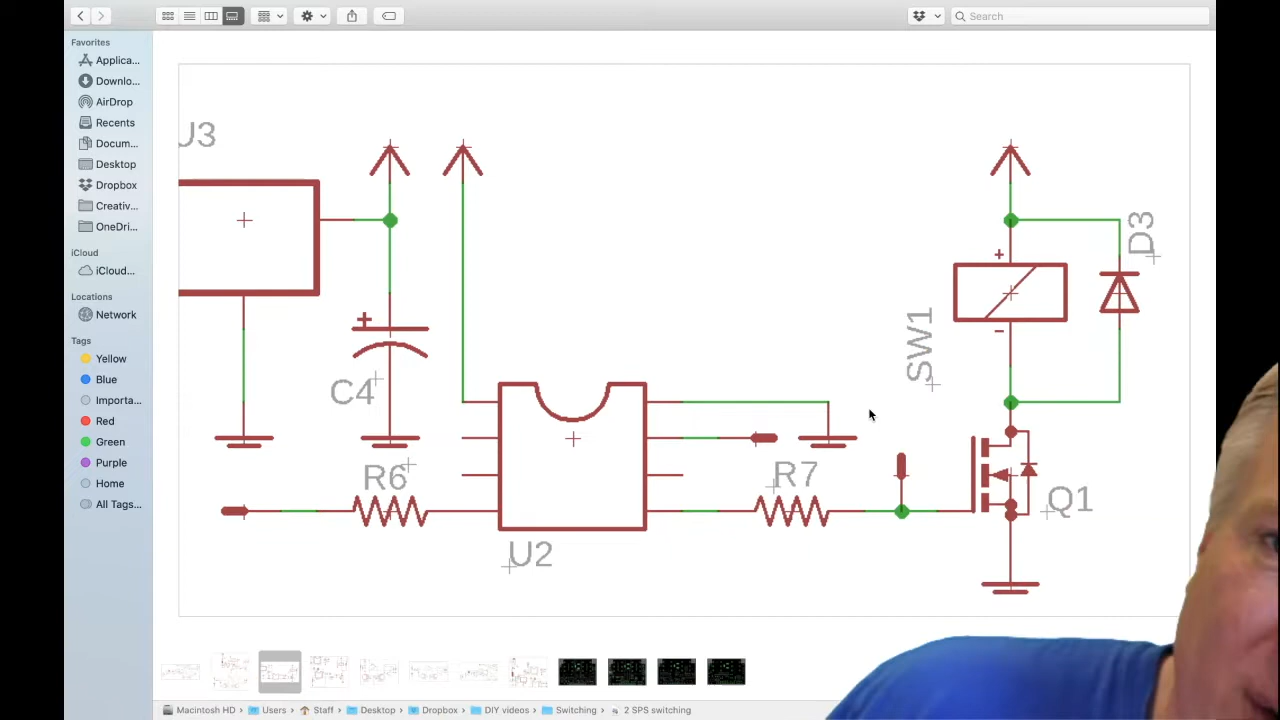 Search
Favorites
Applica...
Downlo...
AirDrop
Recents
Docum...
Desktop
Dropbox
Creativ...
OneDri...
iCloud
iCloud...
Locations
Network
Tags
Yellow
Blue
Importa...
Red
Green
Purple
Home
All Tags...
U3
D3
+
SW1
-
+
C4
R6
R7
Q1
U2
Macintosh HD › Users › Staff › Desktop › Dropbox › DIY videos › Switching › 2 SPS switching